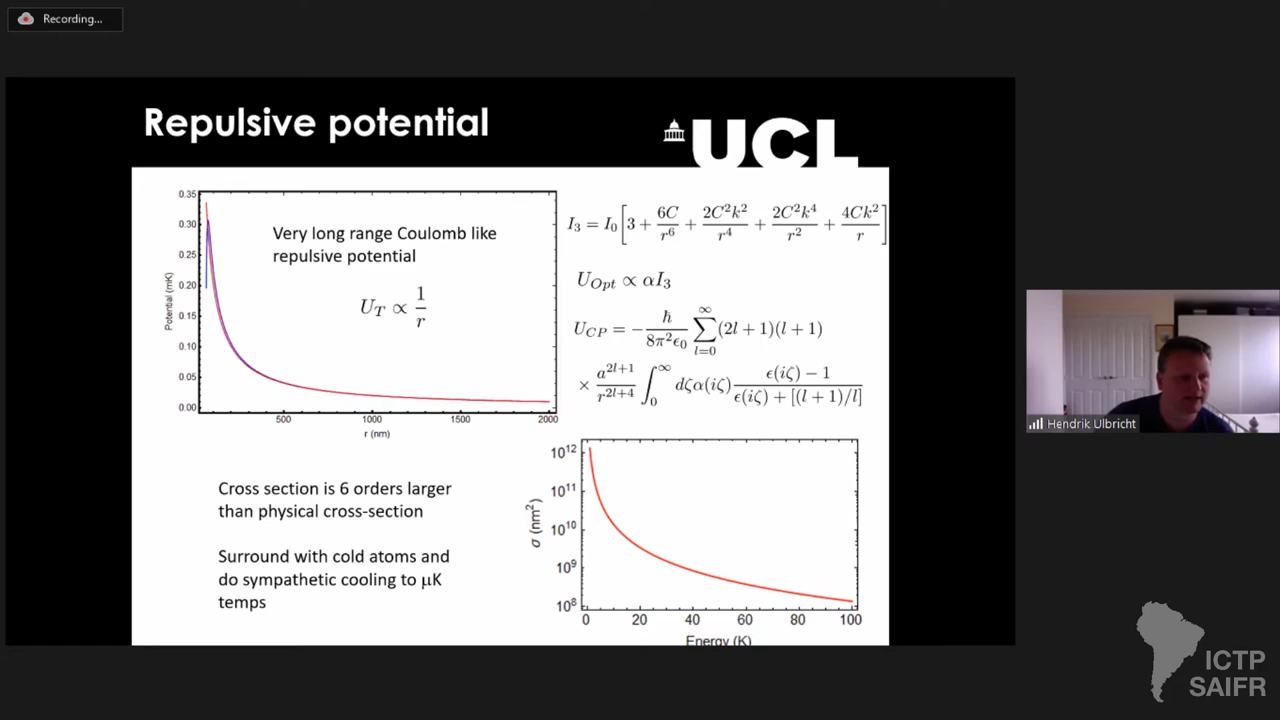 Recording...
Repulsive potential
UCL
0.35
0.30
0.25
0.20
0.15
0.10
0.05
0.00
Potential (mK)
500
1000
1500
2000
r (nm)
Very long range Coulomb like
repulsive potential
U_T ∝ 1/r
I_3 = I_0 [3 + 6C/r^6 + 2C^2k^2/r^4 + 2C^2k^4/r^2 + 4Ck^2/r]
U_Opt ∝ αI_3
U_CP = −ħ/(8π^2ϵ_0) ∑_{l=0}^{∞} (2l + 1)(l + 1)
× a^{2l+1}/r^{2l+4} ∫_0^∞ dζα(iζ) (ϵ(iζ) − 1)/(ϵ(iζ) + [(l + 1)/l])
Cross section is 6 orders larger
than physical cross-section
Surround with cold atoms and
do sympathetic cooling to μK
temps
10^12
10^11
10^10
10^9
10^8
σ (nm^2)
0
20
40
60
80
100
Energy (K)
Hendrik Ulbricht
ICTP
SAIFR